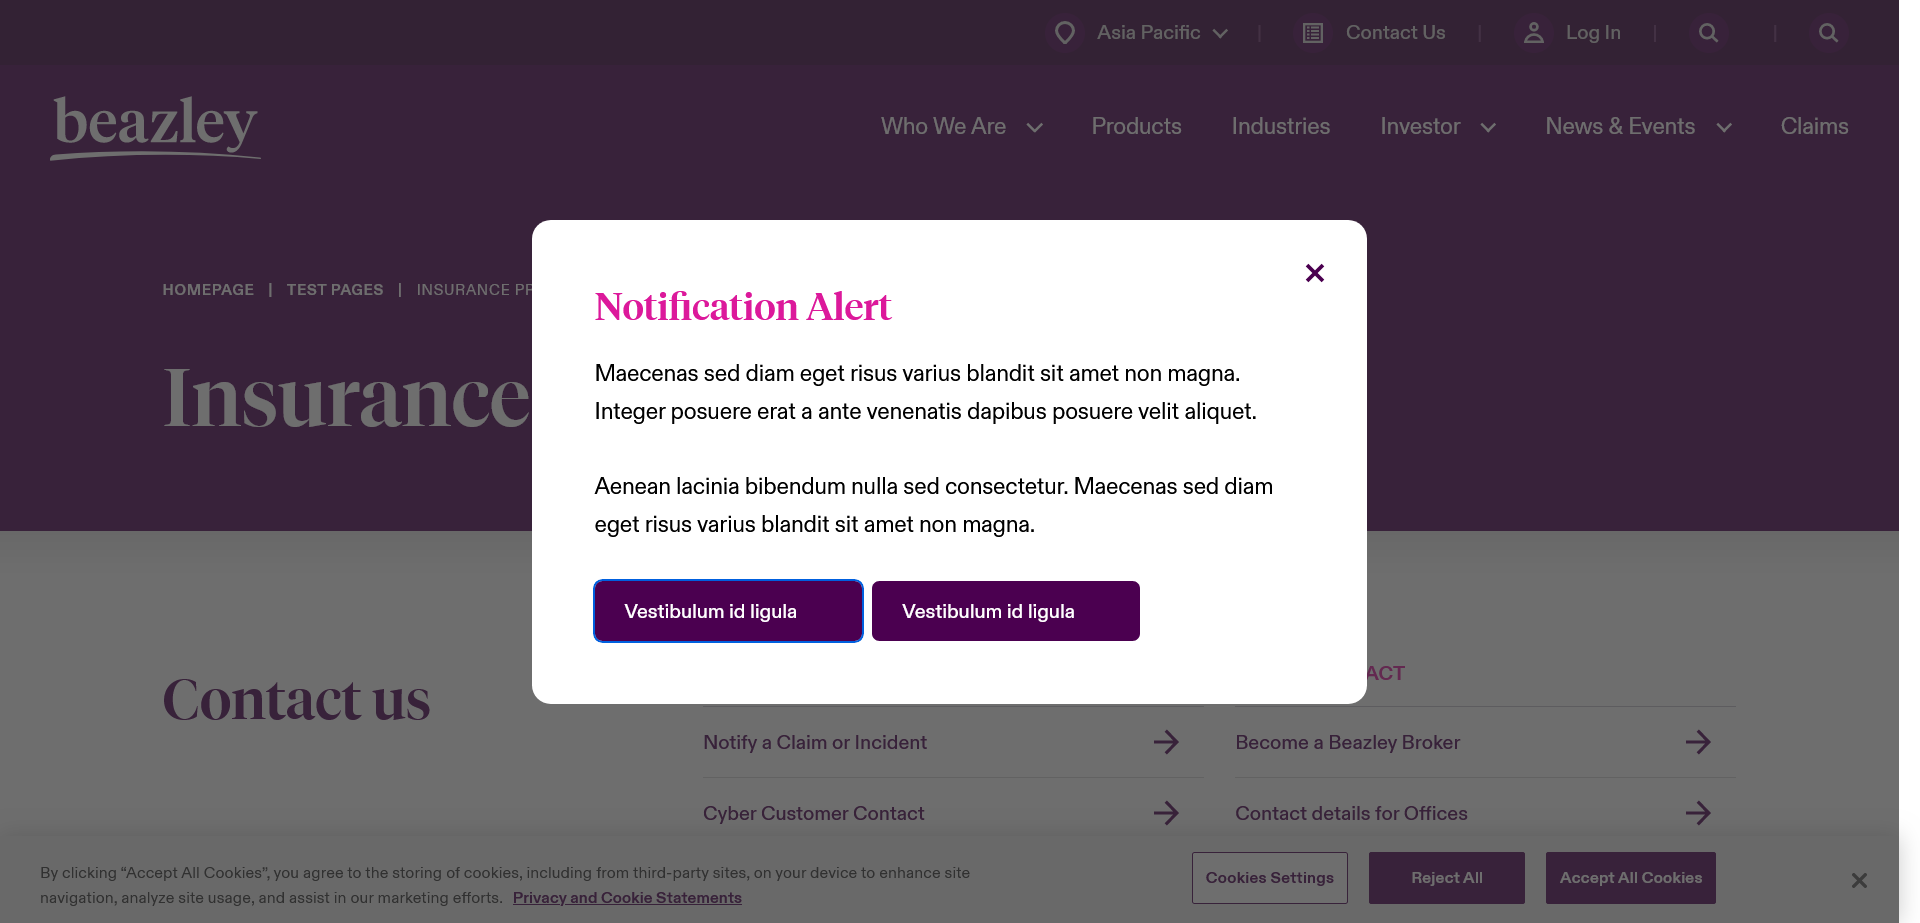 Asia Pacific
Contact Us
Log In
beazley
Who We Are
Products
Industries
Investor
News & Events
Claims
HOMEPAGE | TEST PAGES | INSURANCE PR
Insurance
Notification Alert
Maecenas sed diam eget risus varius blandit sit amet non magna.
Integer posuere erat a ante venenatis dapibus posuere velit aliquet.
Aenean lacinia bibendum nulla sed consectetur. Maecenas sed diam
eget risus varius blandit sit amet non magna.
Vestibulum id ligula
Vestibulum id ligula
Contact us
ACT
Notify a Claim or Incident
Become a Beazley Broker
Cyber Customer Contact
Contact details for Offices
By clicking “Accept All Cookies”, you agree to the storing of cookies, including from third-party sites, on your device to enhance site
navigation, analyze site usage, and assist in our marketing efforts. Privacy and Cookie Statements
Cookies Settings
Reject All
Accept All Cookies